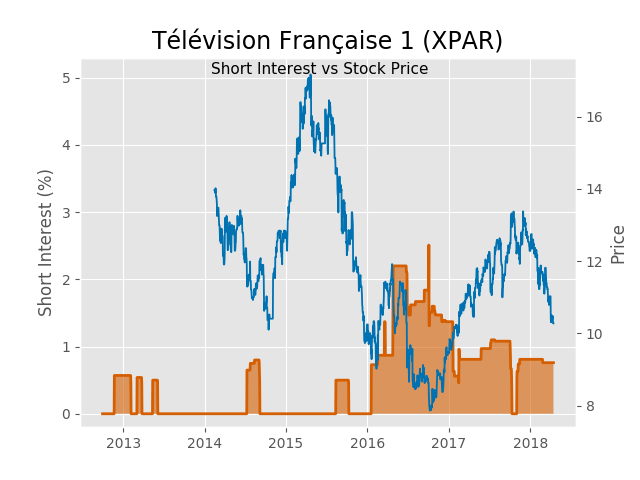 Télévision Française 1 (XPAR)
Short Interest vs Stock Price
Short Interest (%)
5
4
3
2
1
0
16
14
12
10
8
Price
2013 2014 2015 2016 2017 2018